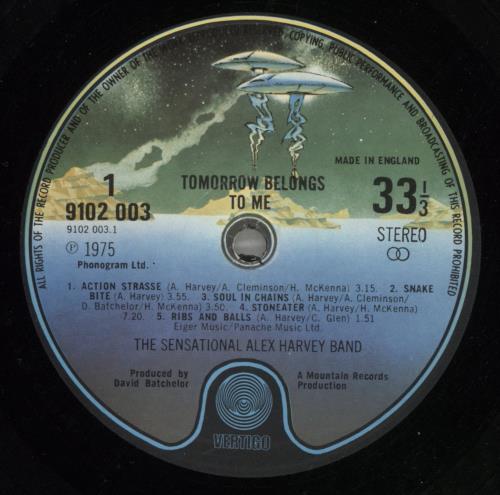 ALL RIGHTS OF THE RECORD PRODUCER AND OF THE OWNER OF THE WORK REPRODUCED RESERVED. COPYING, PUBLIC PERFORMANCE AND BROADCASTING OF THIS RECORD PROHIBITED
MADE IN ENGLAND
1
TOMORROW BELONGS
TO ME
33 1/3
9102 003
9102 003.1
STEREO
Ⓟ 1975
Phonogram Ltd.
1. ACTION STRASSE (A. Harvey/A. Cleminson/H. McKenna) 3.15. 2. SNAKE
BITE (A. Harvey) 3.55. 3. SOUL IN CHAINS (A. Harvey/A. Cleminson/
D. Batchelor/H. McKenna) 3.50. 4. STONEATER (A. Harvey/H. McKenna)
7.20. 5. RIBS AND BALLS (A. Harvey/C. Glen) 1.51
Eiger Music/Panache Music Ltd.
THE SENSATIONAL ALEX HARVEY BAND
Produced by
David Batchelor
A Mountain Records
Production
VERTIGO